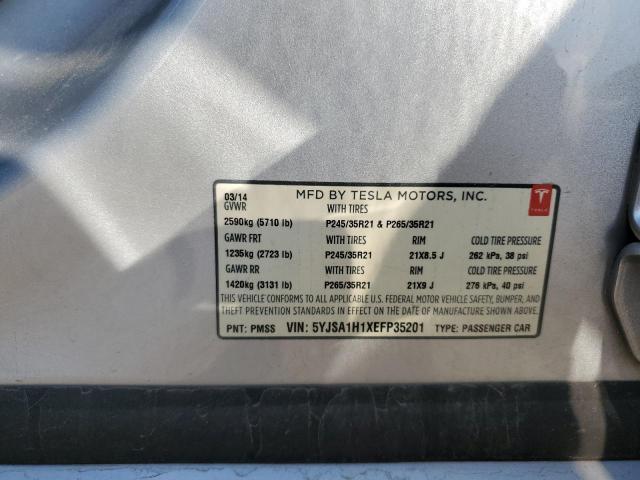 03/14 MFD BY TESLA MOTORS, INC.
GVWR WITH TIRES
2590kg (5710 lb) P245/35R21 & P265/35R21
GAWR FRT WITH TIRES RIM COLD TIRE PRESSURE
1235kg (2723 lb) P245/35R21 21X8.5 J 262 kPa, 38 psi
GAWR RR WITH TIRES RIM COLD TIRE PRESSURE
1420kg (3131 lb) P265/35R21 21X9 J 276 kPa, 40 psi
THIS VEHICLE CONFORMS TO ALL APPLICABLE U.S. FEDERAL MOTOR VEHICLE SAFETY, BUMPER, AND
THEFT PREVENTION STANDARDS IN EFFECT ON THE DATE OF MANUFACTURE SHOWN ABOVE.
PNT: PMSS VIN: 5YJSA1H1XEFP35201 TYPE: PASSENGER CAR
TESLA